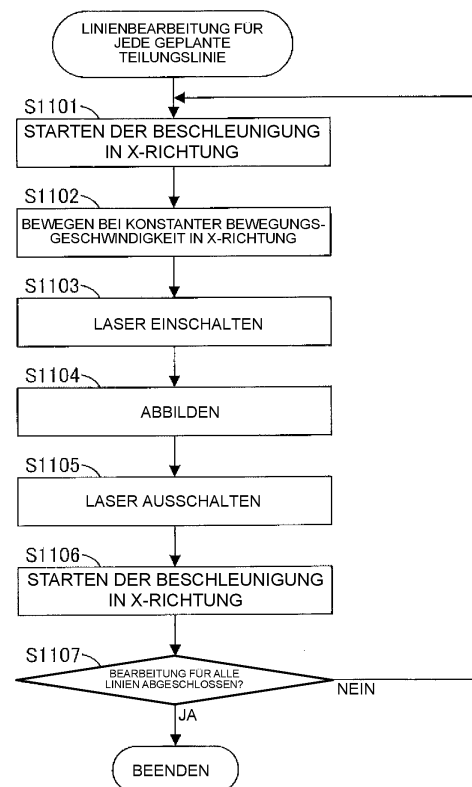 LINIENBEARBEITUNG FÜR
JEDE GEPLANTE
TEILUNGSLINIE
S1101
STARTEN DER BESCHLEUNIGUNG
IN X-RICHTUNG
S1102
BEWEGEN BEI KONSTANTER BEWEGUNGS-
GESCHWINDIGKEIT IN X-RICHTUNG
S1103
LASER EINSCHALTEN
S1104
ABBILDEN
S1105
LASER AUSSCHALTEN
S1106
STARTEN DER BESCHLEUNIGUNG
IN X-RICHTUNG
S1107
BEARBEITUNG FÜR ALLE
LINIEN ABGESCHLOSSEN?
NEIN
JA
BEENDEN